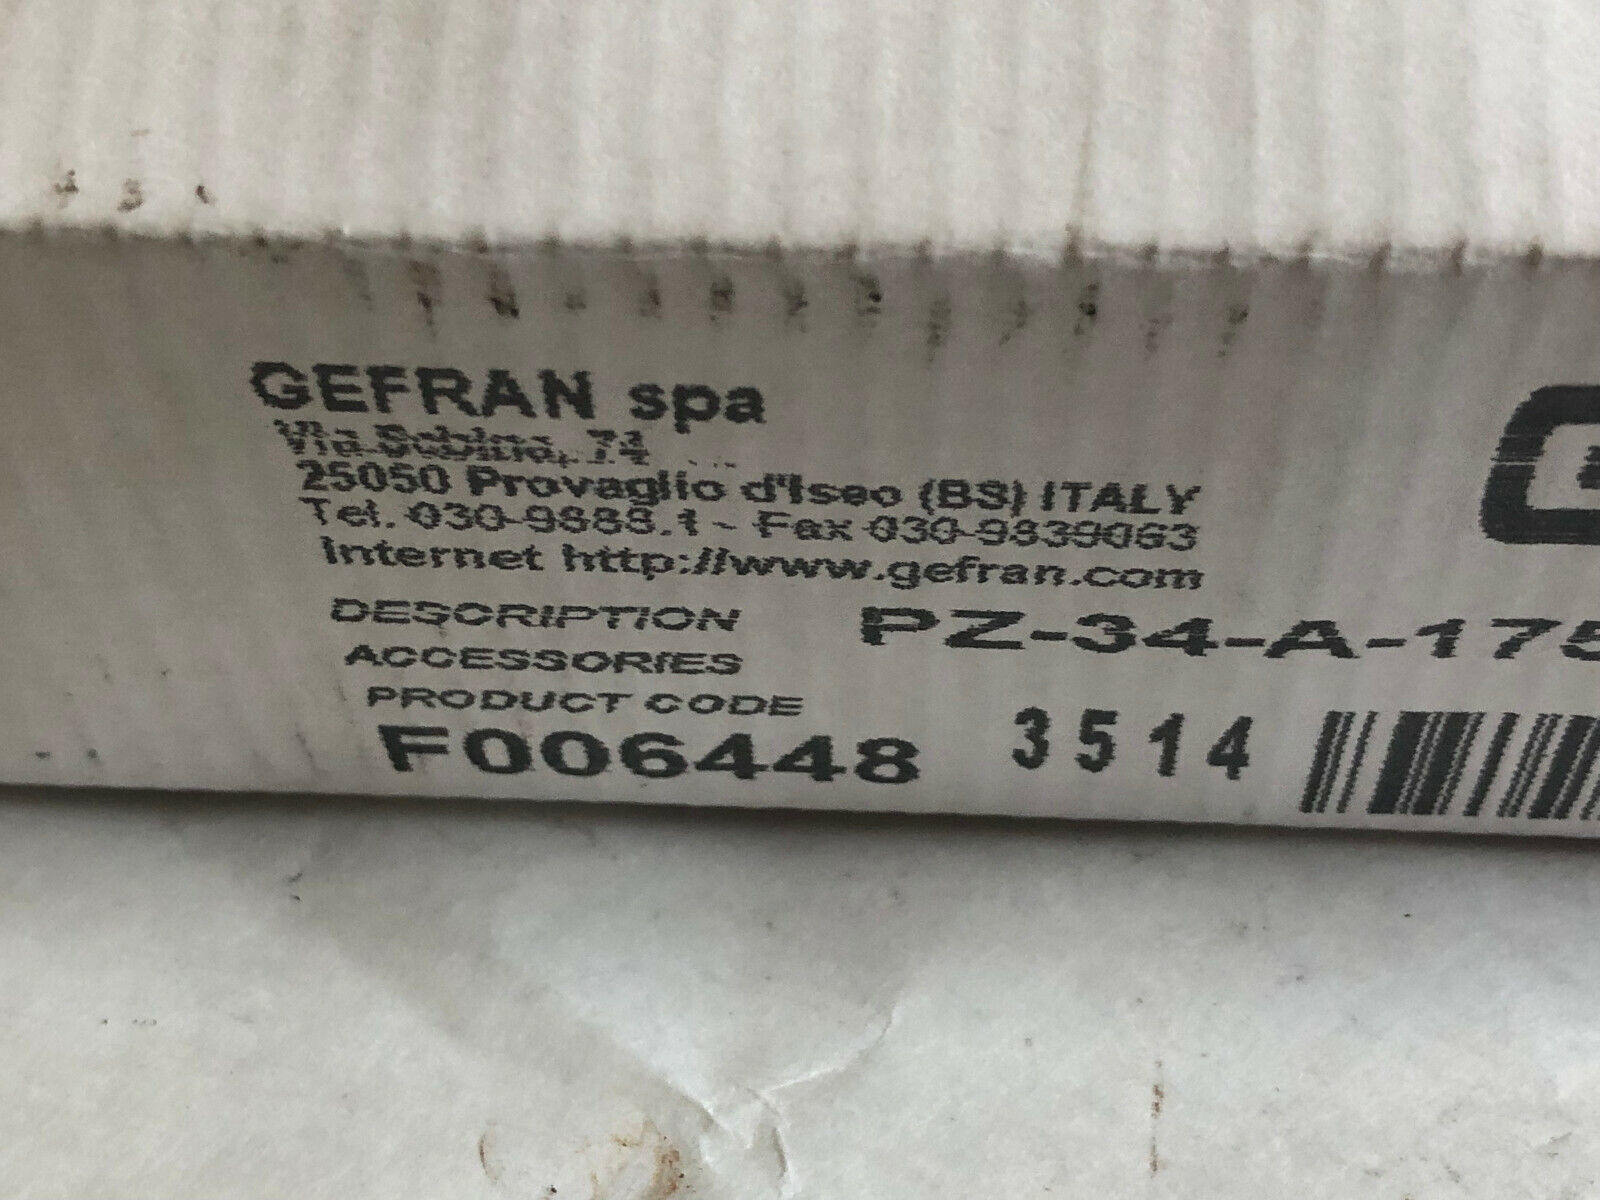 GEFRAN spa
Via Sebina, 74
25050 Provaglio d'Iseo (BS) ITALY
Tel. 030-9888.1 - Fax 030-9839063
Internet http://www.gefran.com
DESCRIPTION PZ-34-A-175
ACCESSORIES
PRODUCT CODE
F006448 3514